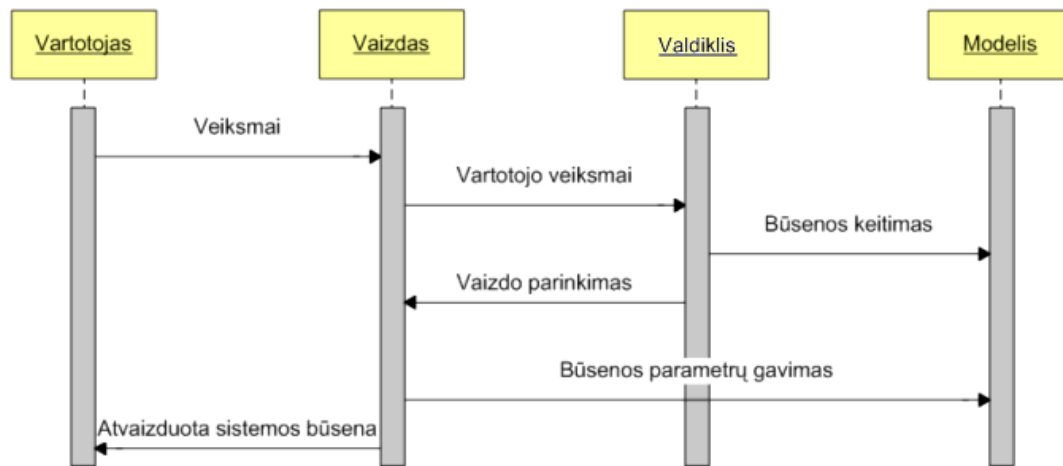 Vartotojas
Vaizdas
Valdiklis
Modelis
Veiksmai
Vartotojo veiksmai
Būsenos keitimas
Vaizdo parinkimas
Būsenos parametrų gavimas
Atvaizduota sistemos būsena